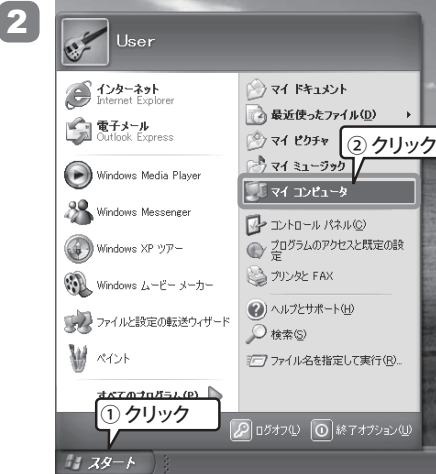 2
User
インターネット
Internet Explorer
電子メール
Outlook Express
Windows Media Player
Windows Messenger
Windows XP ツアー
Windows ムービー メーカー
ファイルと設定の転送ウィザード
ペイント
すべてのプログラム(P)
① クリック
マイ ドキュメント
最近使ったファイル(D)
マイ ピクチャ
② クリック
マイ ミュージック
マイ コンピュータ
コントロール パネル(C)
プログラムのアクセスと既定の設
定
プリンタと FAX
ヘルプとサポート(H)
検索(S)
ファイル名を指定して実行(R)...
ログオフ(L)
終了オプション(U)
スタート